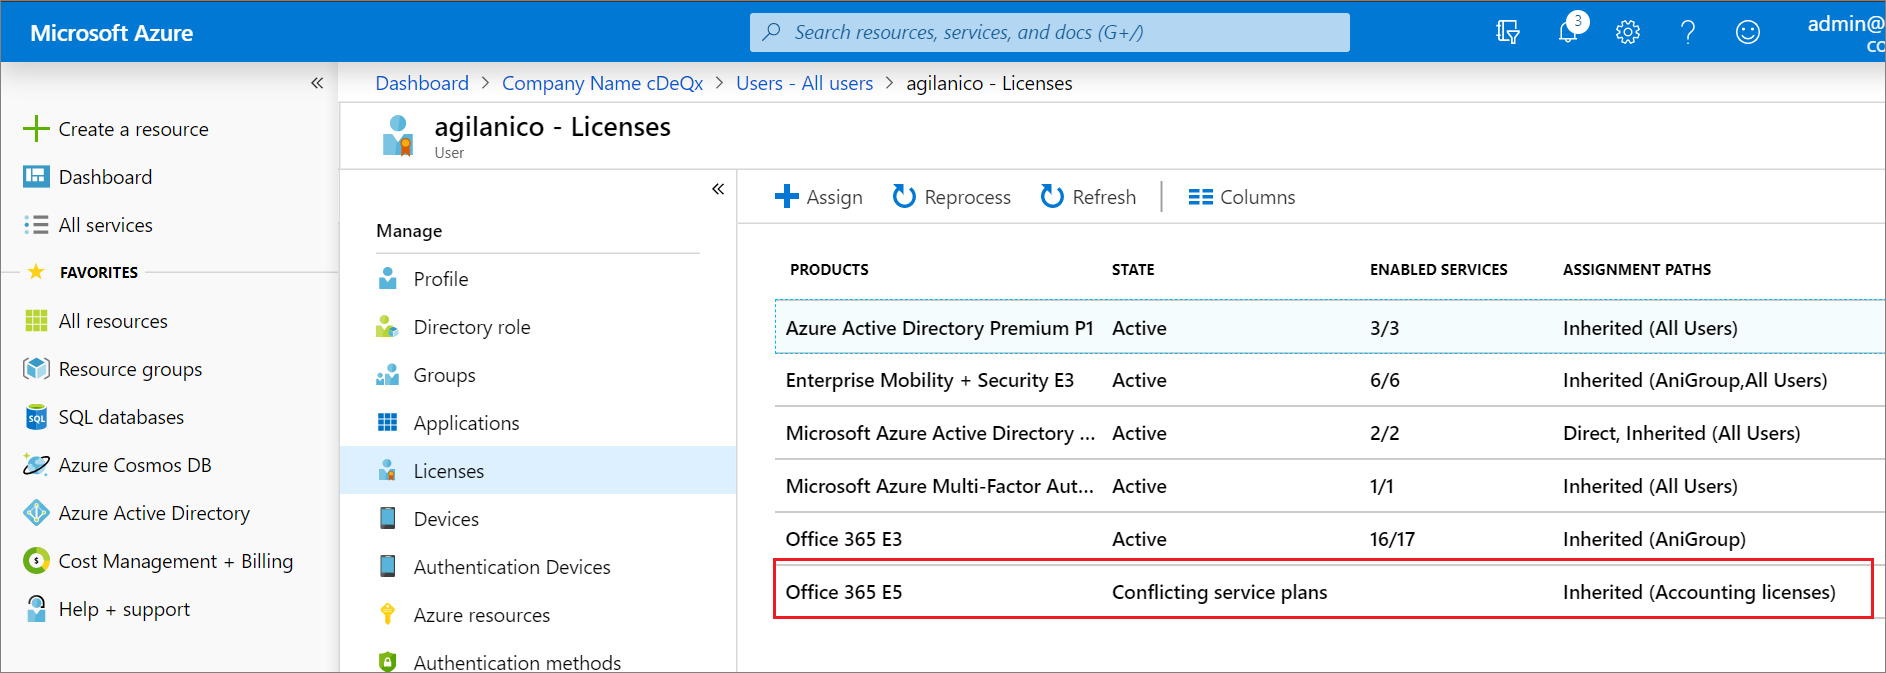 Microsoft Azure
Search resources, services, and docs (G+/)
3
admin@
Dashboard > Company Name cDeQx > Users - All users > agilanico - Licenses
Create a resource
Dashboard
All services
FAVORITES
All resources
Resource groups
SQL databases
Azure Cosmos DB
Azure Active Directory
Cost Management + Billing
Help + support
agilanico - Licenses
User
Manage
Profile
Directory role
Groups
Applications
Licenses
Devices
Authentication Devices
Azure resources
Authentication methods
Assign Reprocess Refresh Columns
PRODUCTS STATE ENABLED SERVICES ASSIGNMENT PATHS
Azure Active Directory Premium P1 Active 3/3 Inherited (All Users)
Enterprise Mobility + Security E3 Active 6/6 Inherited (AniGroup,All Users)
Microsoft Azure Active Directory ... Active 2/2 Direct, Inherited (All Users)
Microsoft Azure Multi-Factor Aut... Active 1/1 Inherited (All Users)
Office 365 E3 Active 16/17 Inherited (AniGroup)
Office 365 E5 Conflicting service plans Inherited (Accounting licenses)